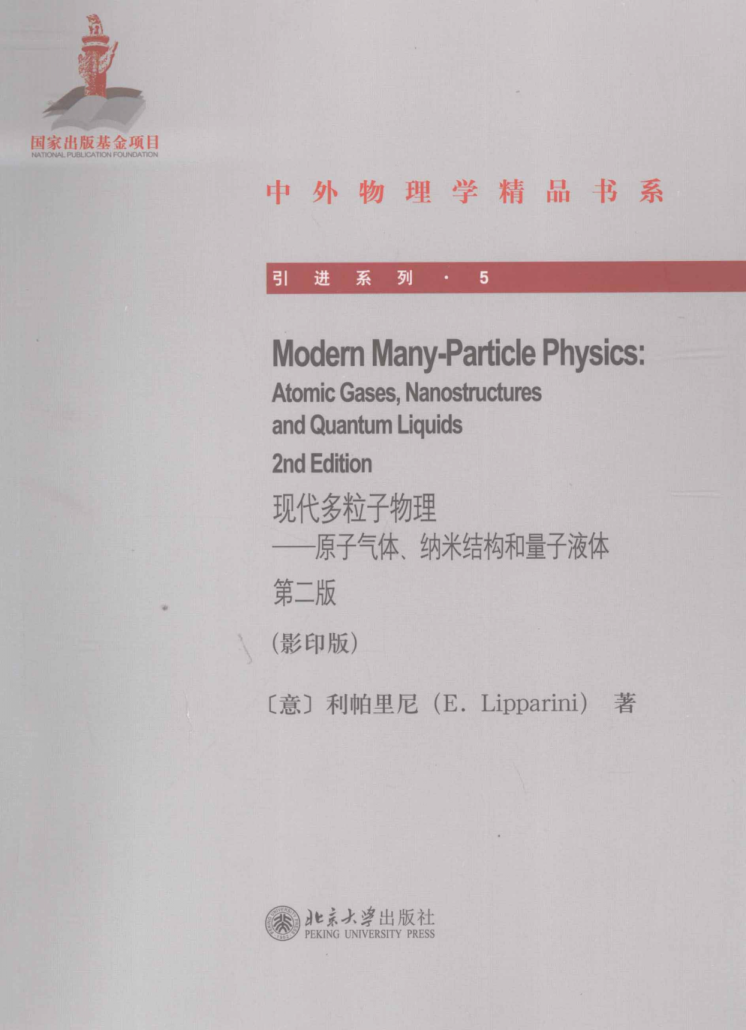 国家出版基金项目
NATIONAL PUBLICATION FOUNDATION
中外物理学精品书系
引进系列·5
Modern Many-Particle Physics:
Atomic Gases, Nanostructures
and Quantum Liquids
2nd Edition
现代多粒子物理
——原子气体、纳米结构和量子液体
第二版
(影印版)
〔意〕利帕里尼(E. Lipparini) 著
北京大学出版社
PEKING UNIVERSITY PRESS